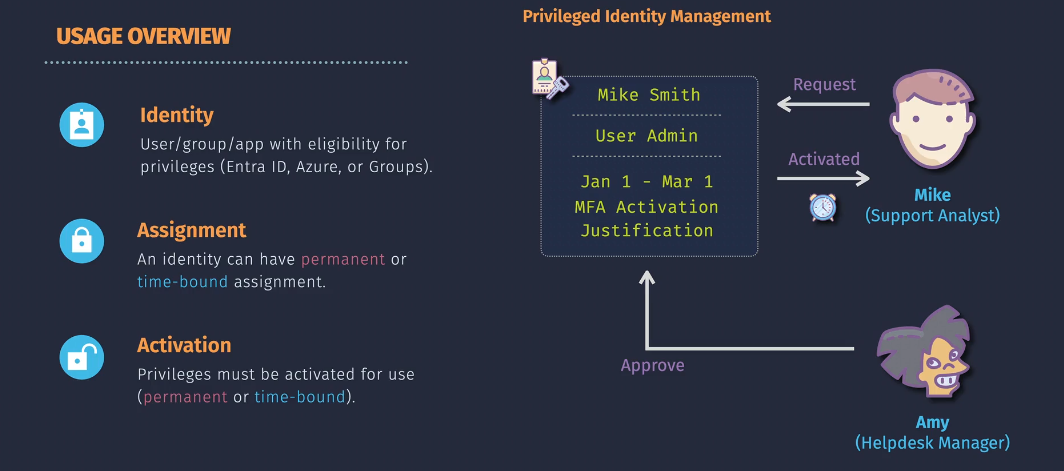 USAGE OVERVIEW
Identity
User/group/app with eligibility for
privileges (Entra ID, Azure, or Groups).
Assignment
An identity can have permanent or
time-bound assignment.
Activation
Privileges must be activated for use
(permanent or time-bound).
Privileged Identity Management
Mike Smith
User Admin
Jan 1 - Mar 1
MFA Activation
Justification
Request
Activated
Mike
(Support Analyst)
Approve
Amy
(Helpdesk Manager)